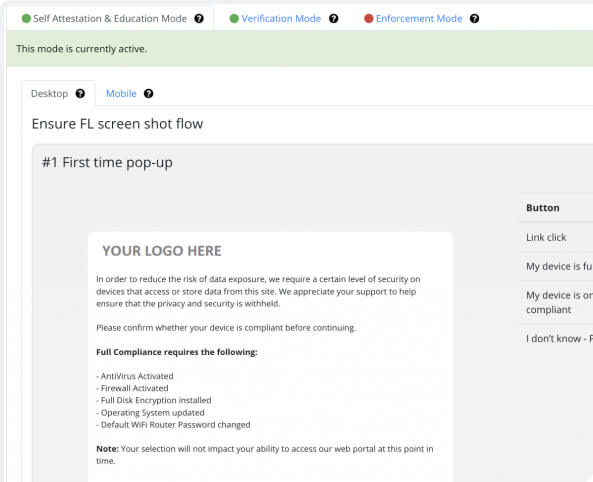 Self Attestation & Education Mode ? Verification Mode ? Enforcement Mode ?
This mode is currently active.
Desktop ? Mobile ?
Ensure FL screen shot flow
#1 First time pop-up
YOUR LOGO HERE
In order to reduce the risk of data exposure, we require a certain level of security on
devices that access or store data from this site. We appreciate your support to help
ensure that the privacy and security is withheld.
Please confirm whether your device is compliant before continuing.
Full Compliance requires the following:
- AntiVirus Activated
- Firewall Activated
- Full Disk Encryption installed
- Operating System updated
- Default WiFi Router Password changed
Note: Your selection will not impact your ability to access our web portal at this point in
time.
Button
Link click
My device is fu
My device is or
compliant
I don't know -